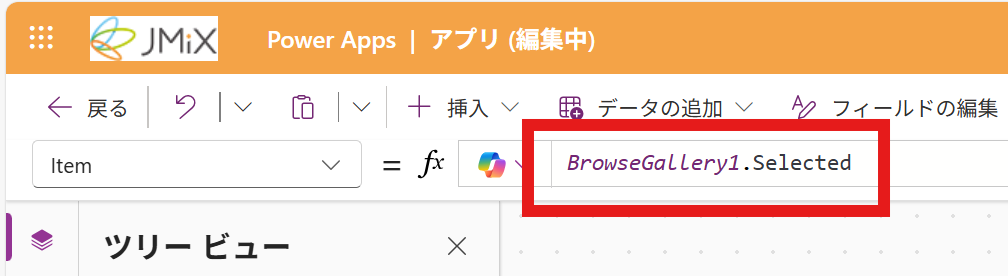 JMiX Power Apps | アプリ (編集中)
戻る 挿入 データの追加 フィールドの編集
Item = fx BrowseGallery1.Selected
ツリー ビュー